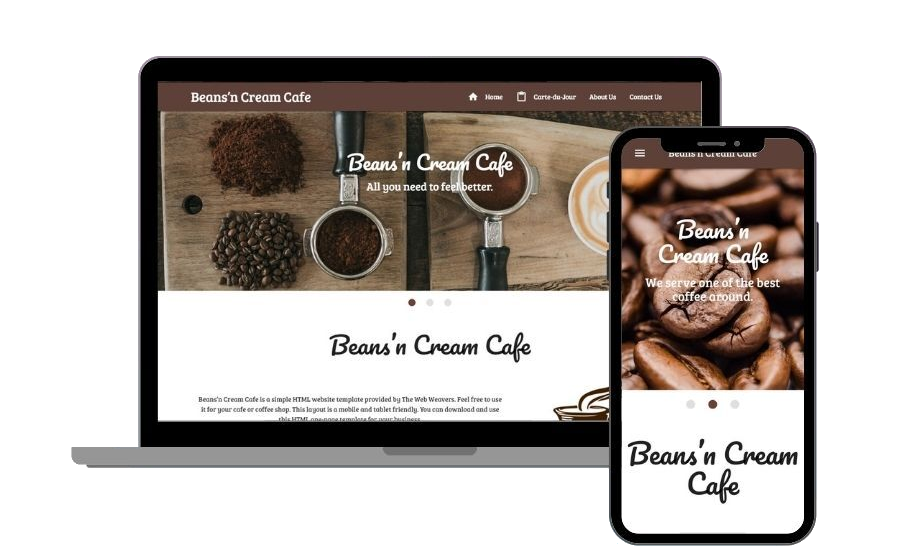 Beans'n Cream Cafe
Home Carte-du-Jour About Us Contact Us
Beans'n Cream Cafe
All you need to feel better.
Beans'n Cream Cafe
Beans'n Cream Cafe is a simple HTML website template provided by The Web Weavers. Feel free to use
it for your cafe or coffee shop. This layout is a mobile and tablet friendly. You can download and use
this HTML one-page template for your business.
Beans'n Cream Cafe
Beans'n
Cream Cafe
We serve one of the best
coffee around.
Beans'n Cream
Cafe